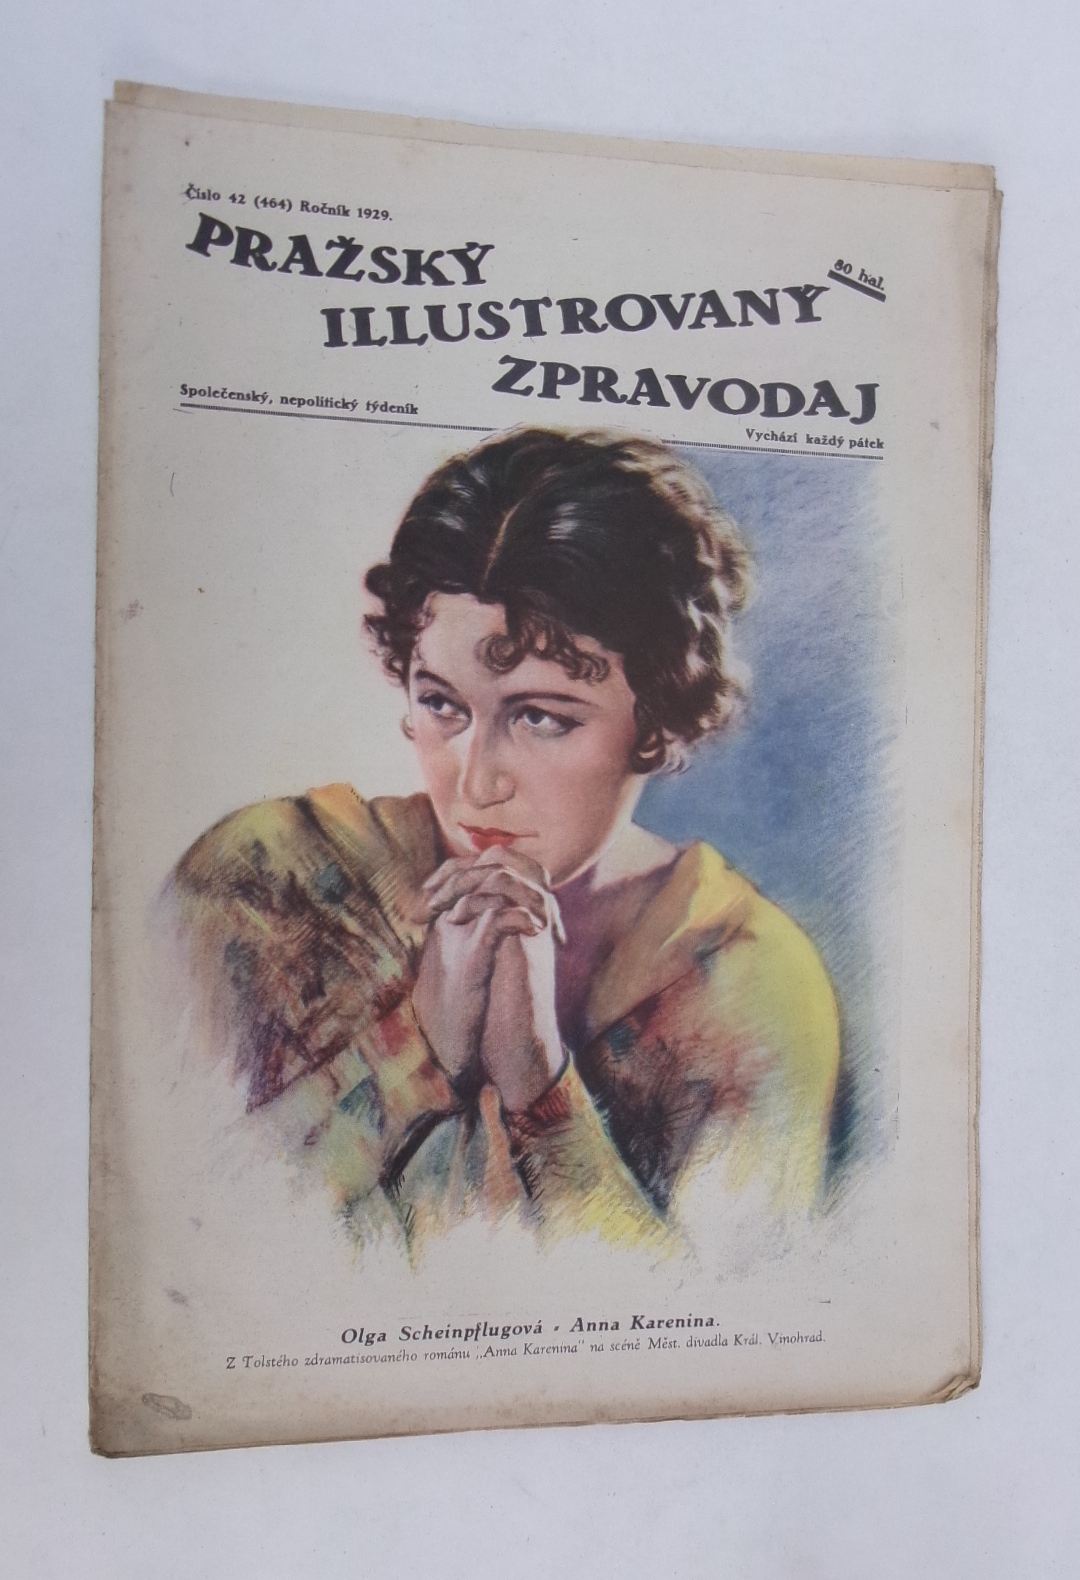 Číslo 42 (464) Ročník 1929.
PRAŽSKÝ
80 hal.
ILLUSTROVANÝ
ZPRAVODAJ
Společenský, nepolitický týdeník
Vychází každý pátek
Olga Scheinpflugová - Anna Karenina.
Z Tolstého zdramatisovaného románu „Anna Karenina" na scéně Měst. divadla Král. Vinohrad.